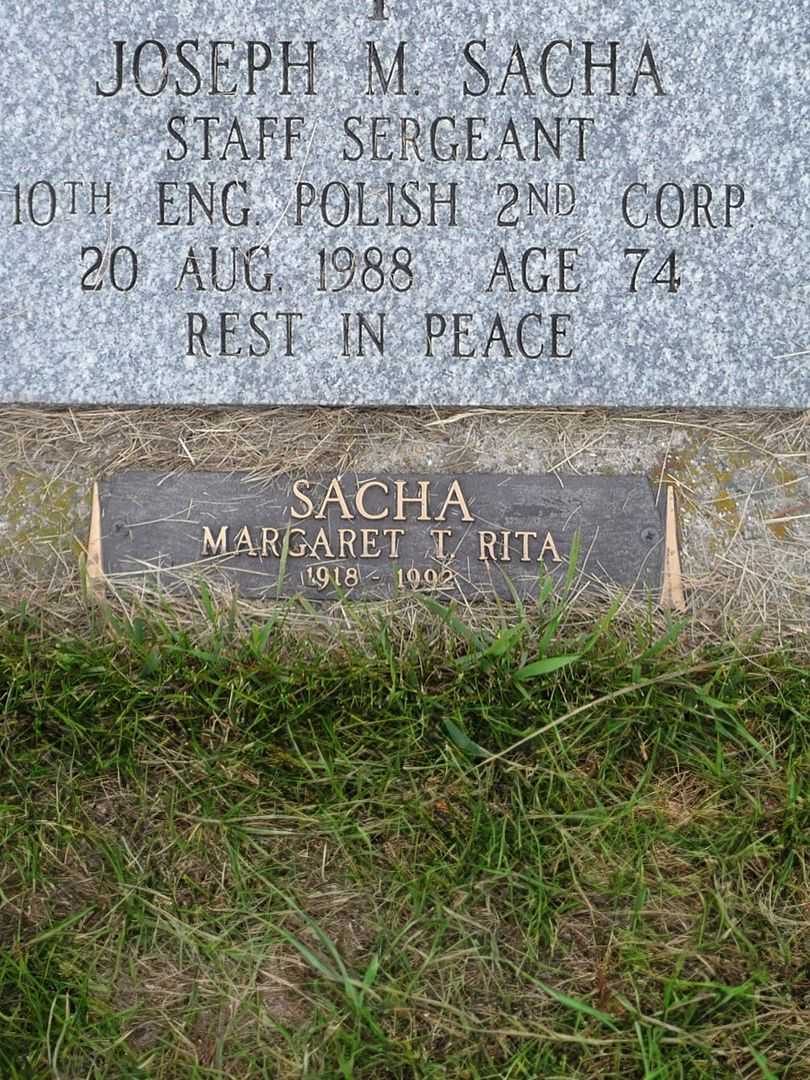 JOSEPH M. SACHA
STAFF SERGEANT
10TH ENG. POLISH 2ND CORP.
20 AUG. 1988 AGE 74
REST IN PEACE
SACHA
MARGARET T. RITA
1918 - 1992